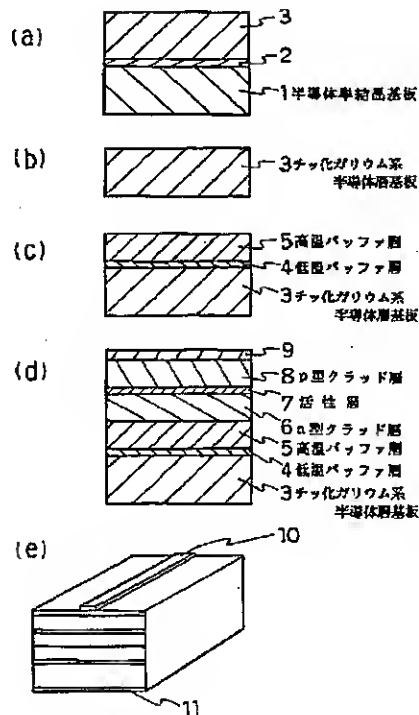 (a)
3
2
1半導体単結晶基板
(b)
3チッ化ガリウム系
半導体層基板
(c)
5高温バッファ層
4低温バッファ層
3チッ化ガリウム系
半導体層基板
(d)
9
8p型クラッド層
7活性層
6n型クラッド層
5高温バッファ層
4低温バッファ層
3チッ化ガリウム系
半導体層基板
(e)
10
11